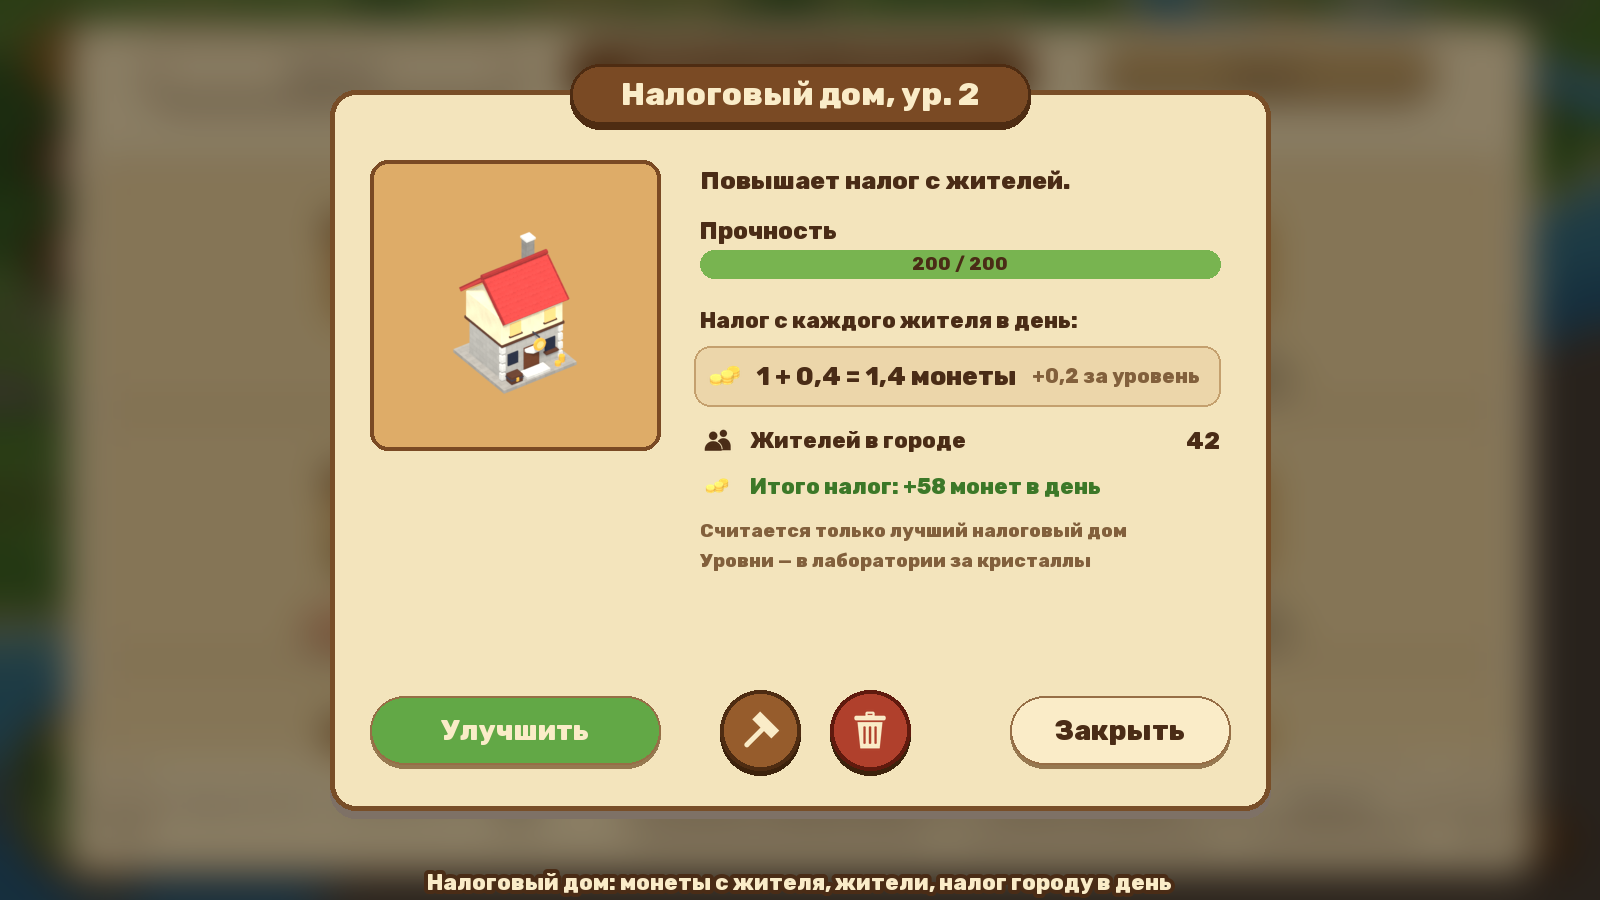 Налоговый дом, ур. 2
Повышает налог с жителей.
Прочность
200 / 200
Налог с каждого жителя в день:
1 + 0,4 = 1,4 монеты +0,2 за уровень
Жителей в городе 42
Итого налог: +58 монет в день
Считается только лучший налоговый дом
Уровни — в лаборатории за кристаллы
Улучшить
Закрыть
Налоговый дом: монеты с жителя, жители, налог городу в день